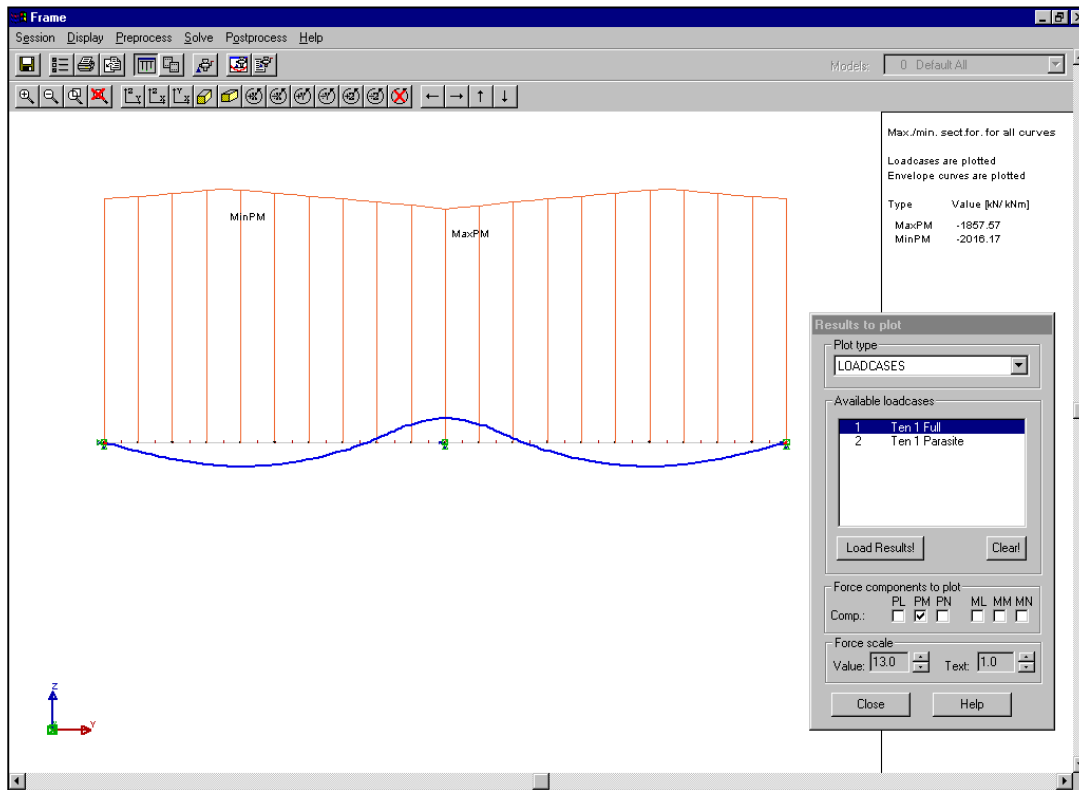 Frame
Session Display Preprocess Solve Postprocess Help
Models: 0 Default All
Max./min. sect.for. for all curves
Loadcases are plotted
Envelope curves are plotted
Type Value [kN/kNm]
MaxPM -1857.57
MinPM -2016.17
MinPM
MaxPM
Results to plot
Plot type
LOADCASES
Available loadcases
1 Ten 1 Full
2 Ten 1 Parasite
Load Results! Clear!
Force components to plot
PL PM PN ML MM MN
Comp.:
Force scale
Value: 13.0 Text: 1.0
Close Help
Z
Y